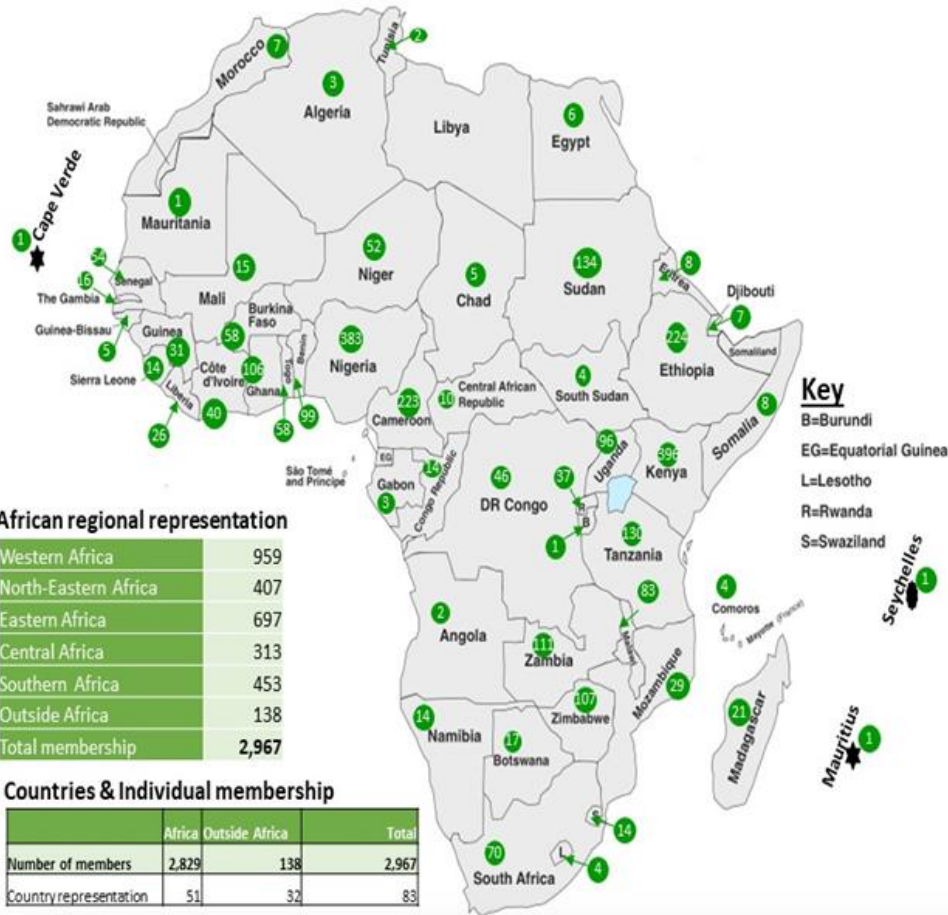 2
7
Tunisia
Morocco
3
Algeria
Sahrawi Arab
Democratic Republic
Libya
6
Egypt
Cape Verde
1
1
Mauritania
54
Senegal
16
The Gambia
15
Mali
52
Niger
5
Chad
134
Sudan
8
Eritrea
Djibouti
7
Guinea-Bissau
5
Guinea
31
Burkina
Faso
58
Benin
383
Nigeria
224
Ethiopia
Somaliland
Sierra Leone
14
Côte
d'Ivoire
106
Ghana
Togo
4
South Sudan
Liberia
26
40
58
99
223
Cameroon
10
Central African
Republic
8
Somalia
Key
B=Burundi
EG=Equatorial Guinea
L=Lesotho
R=Rwanda
S=Swaziland
São Tomé
and Príncipe
EG
14
Gabon
3
Congo Republic
46
DR Congo
37
96
Uganda
396
Kenya
R
B
1
130
Tanzania
83
4
Comoros
Mayotte (France)
Seychelles
1
African regional representation
Western Africa 959
North-Eastern Africa 407
Eastern Africa 697
Central Africa 313
Southern Africa 453
Outside Africa 138
Total membership 2,967
2
Angola
111
Zambia
Malawi
Mozambique
29
107
Zimbabwe
14
Namibia
17
Botswana
21
Madagascar
Mauritius
1
S
14
L
4
70
South Africa
Countries & Individual membership
Africa Outside Africa Total
Number of members 2,829 138 2,967
Country representation 51 32 83